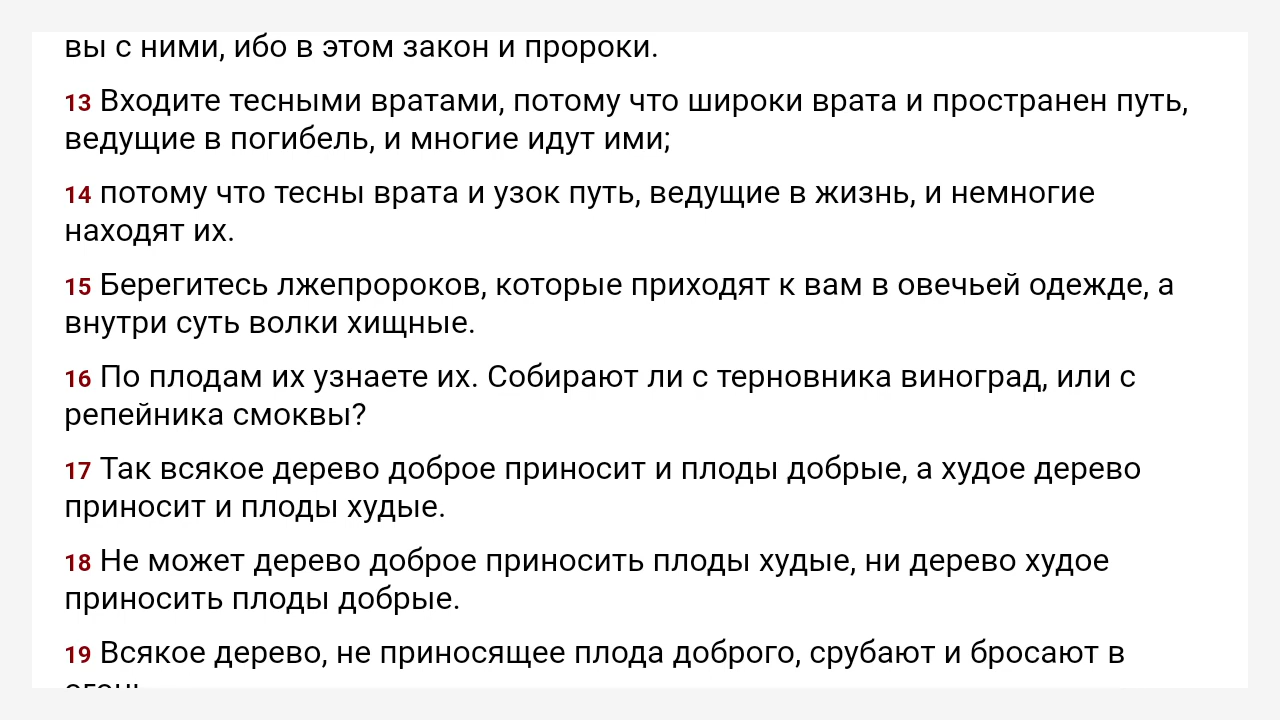 вы с ними, ибо в этом закон и пророки.
13 Входите тесными вратами, потому что широки врата и пространен путь,
ведущие в погибель, и многие идут ими;
14 потому что тесны врата и узок путь, ведущие в жизнь, и немногие
находят их.
15 Берегитесь лжепророков, которые приходят к вам в овечьей одежде, а
внутри суть волки хищные.
16 По плодам их узнаете их. Собирают ли с терновника виноград, или с
репейника смоквы?
17 Так всякое дерево доброе приносит и плоды добрые, а худое дерево
приносит и плоды худые.
18 Не может дерево доброе приносить плоды худые, ни дерево худое
приносить плоды добрые.
19 Всякое дерево, не приносящее плода доброго, срубают и бросают в